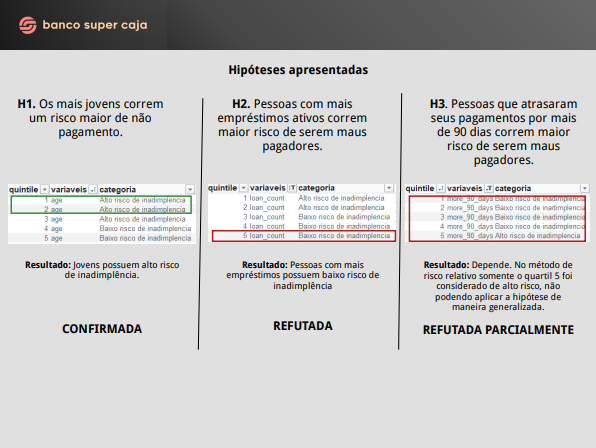 banco super caja
Hipóteses apresentadas
H1. Os mais jovens correm
um risco maior de não
pagamento.
quintile variaveis categoria
1 age Alto risco de inadimplencia
2 age Alto risco de inadimplencia
3 age Alto risco de inadimplencia
4 age Baixo risco de inadimplencia
5 age Baixo risco de inadimplencia
Resultado: Jovens possuem alto risco
de inadimplência.
CONFIRMADA
H2. Pessoas com mais
empréstimos ativos correm
maior risco de serem maus
pagadores.
quintile variaveis categoria
1 loan_count Alto risco de inadimplencia
2 loan_count Alto risco de inadimplencia
3 loan_count Baixo risco de inadimplencia
4 loan_count Baixo risco de inadimplencia
5 loan_count Baixo risco de inadimplencia
Resultado: Pessoas com mais
empréstimos possuem baixo risco de
inadimplência
REFUTADA
H3. Pessoas que atrasaram
seus pagamentos por mais
de 90 dias correm maior
risco de serem maus
pagadores.
quintile variaveis categoria
1 more_90_days Baixo risco de inadimplencia
2 more_90_days Baixo risco de inadimplencia
3 more_90_days Baixo risco de inadimplencia
4 more_90_days Baixo risco de inadimplencia
5 more_90_days Alto risco de inadimplencia
Resultado: Depende. No método de
risco relativo somente o quartil 5 foi
considerado de alto risco, não
podendo aplicar a hipótese de
maneira generalizada.
REFUTADA PARCIALMENTE